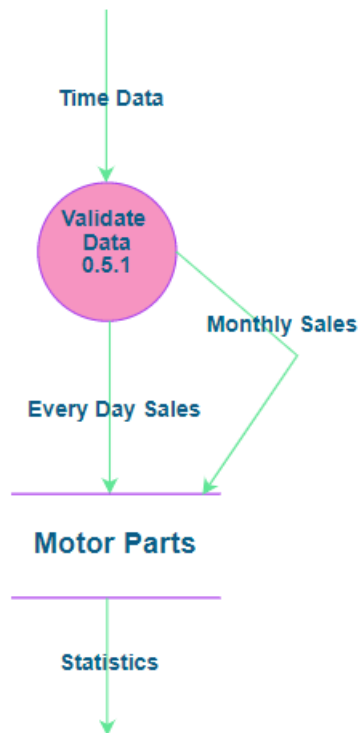 Time Data
Validate
Data
0.5.1
Monthly Sales
Every Day Sales
Motor Parts
Statistics